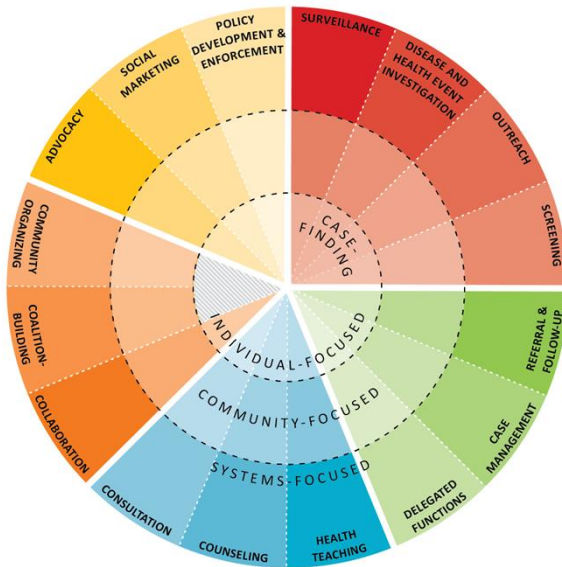 SURVEILLANCE
DISEASE AND
HEALTH EVENT
INVESTIGATION
OUTREACH
SCREENING
REFERRAL &
FOLLOW-UP
CASE
MANAGEMENT
DELEGATED
FUNCTIONS
HEALTH
TEACHING
COUNSELING
CONSULTATION
COLLABORATION
COALITION-
BUILDING
COMMUNITY
ORGANIZING
ADVOCACY
SOCIAL
MARKETING
POLICY
DEVELOPMENT &
ENFORCEMENT
CASE-
FINDING
INDIVIDUAL-FOCUSED
COMMUNITY-FOCUSED
SYSTEMS-FOCUSED